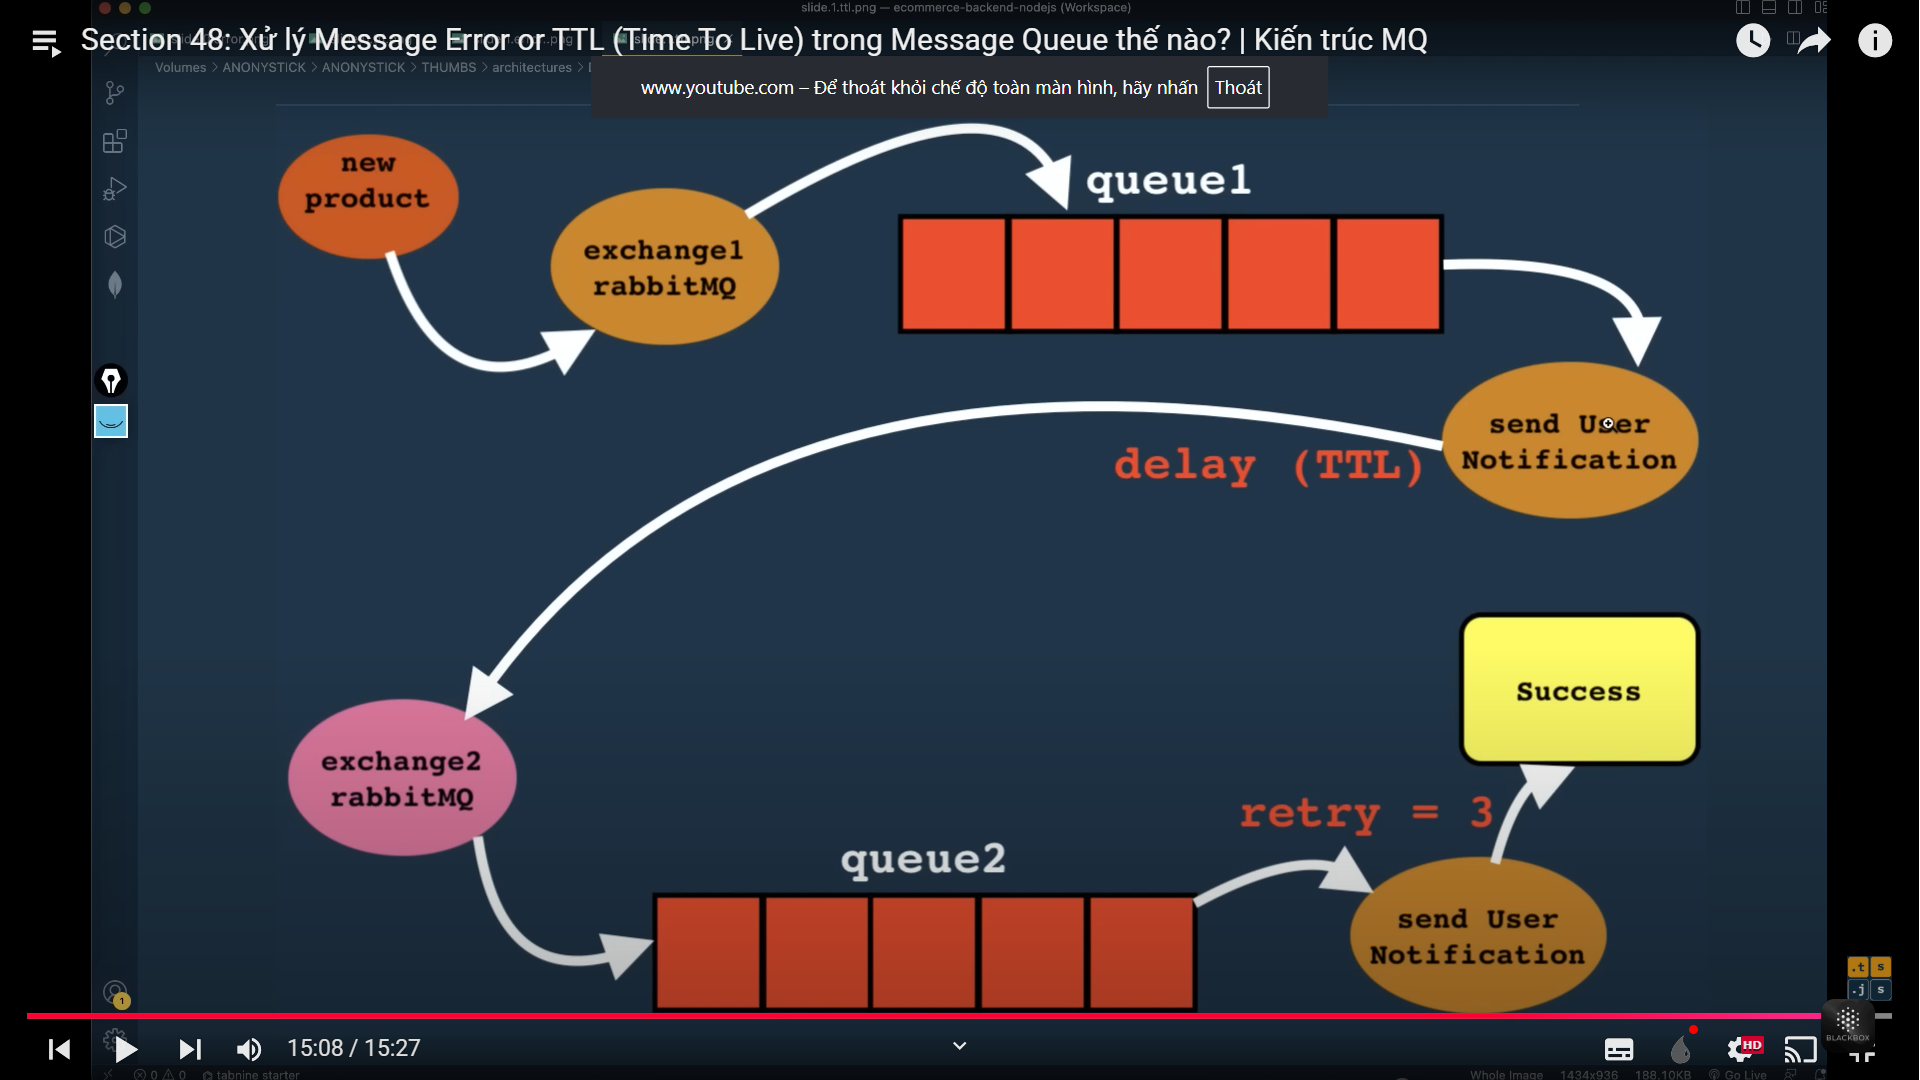 slide.1.ttl.png — ecommerce-backend-nodejs (Workspace)
Section 48: Xử lý Message Error or TTL (Time To Live) trong Message Queue thế nào? | Kiến trúc MQ
Volumes > ANONYSTICK > ANONYSTICK > THUMBS > architectures >
www.youtube.com – Để thoát khỏi chế độ toàn màn hình, hãy nhấn Thoát
new
product
exchange1
rabbitMQ
queue1
send User
Notification
delay (TTL)
Success
exchange2
rabbitMQ
retry = 3
queue2
send User
Notification
.t s
.j s
1
BLACKBOX
15:08 / 15:27
HD
0 0 tabnine starter
Whole Image 1434x936 188.10KB Go Live